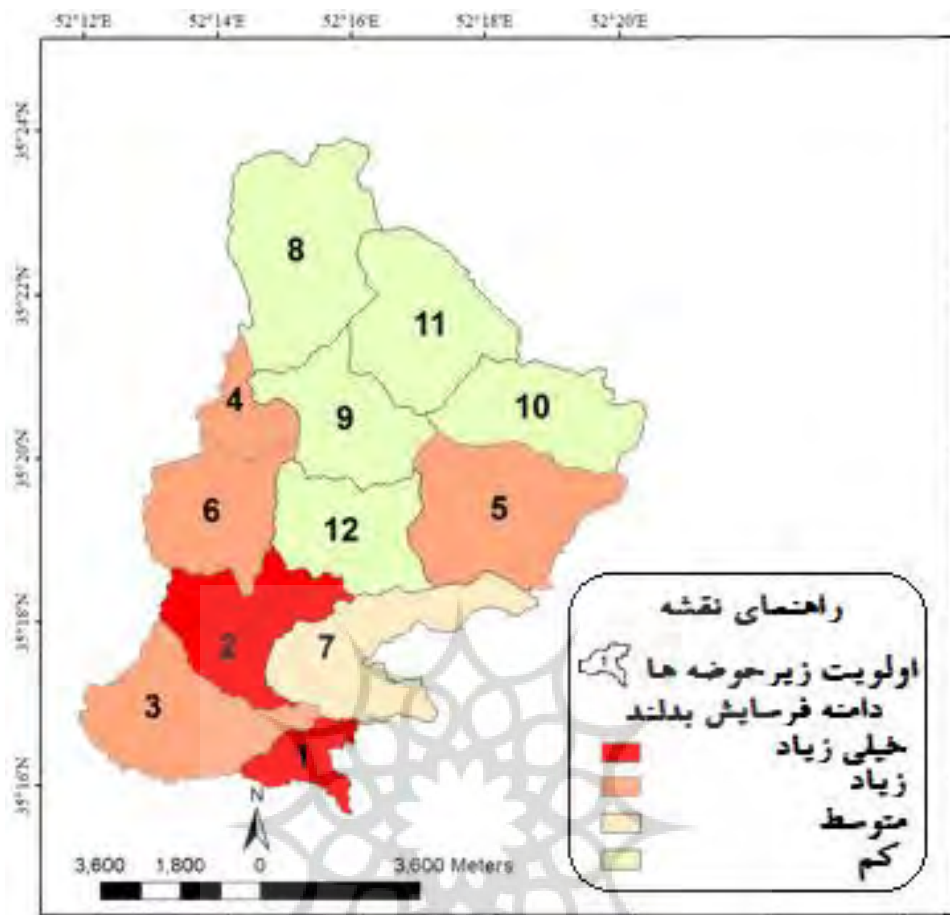 52°12'E 52°14'E 52°16'E 52°18'E 52°20'E
35°24'N
35°22'N
35°20'N
35°18'N
35°16'N
8
11
4
9
10
6
12
5
2
7
3
1
راهنمای نقشه
اولویت زیرحوضه ها
دامنه فرسایش بدلند
خیلی زیاد
زیاد
متوسط
کم
N
3,600 1,800 0 3,600 Meters